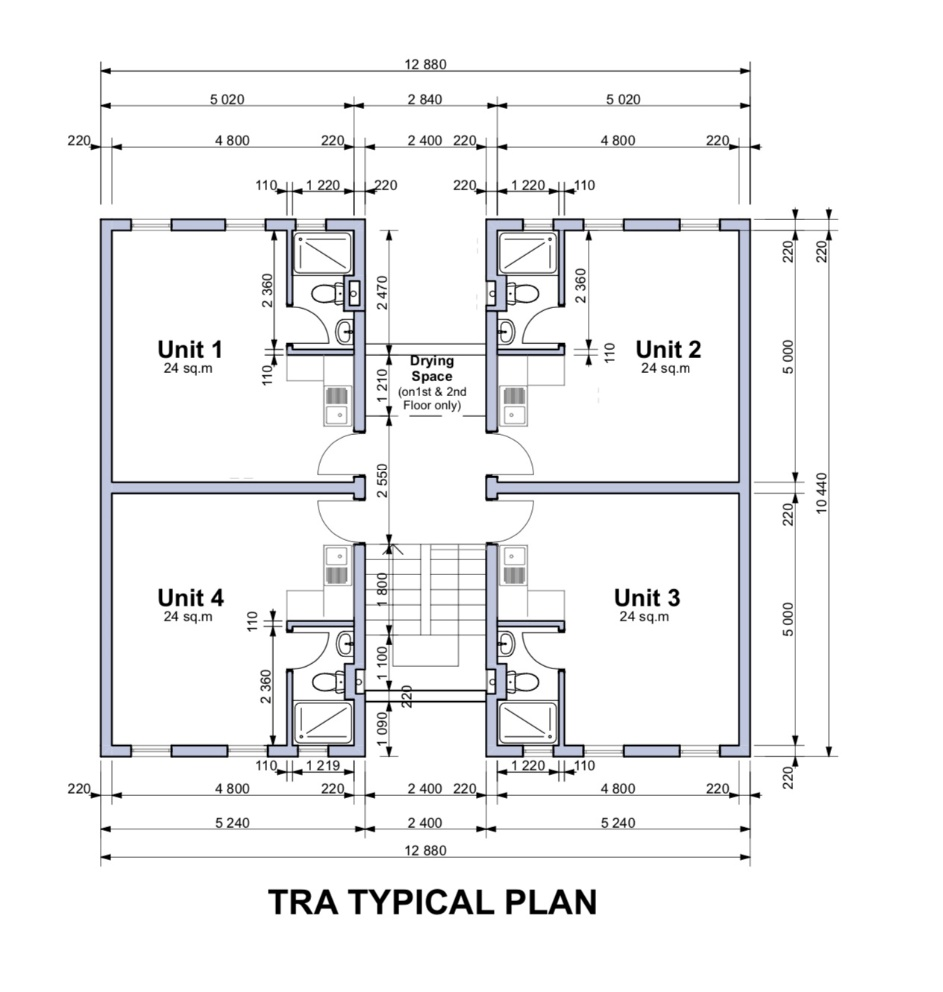 12 880
5 020 2 840 5 020
220 4 800 220 2 400 220 4 800 220
110 1 220 220 220 1 220 110
2 360
2 470
2 360
220
220
Unit 1
24 sq.m
110
1 210
Drying
Space
(on1st & 2nd
Floor only)
110
Unit 2
24 sq.m
5 000
2 550
10 440
220
Unit 4
24 sq.m
110
2 360
1 800
1 100
220
1 090
Unit 3
24 sq.m
5 000
220
110 1 219 1 220 110
220 4 800 220 2 400 220 4 800 220
5 240 2 400 5 240
12 880
TRA TYPICAL PLAN